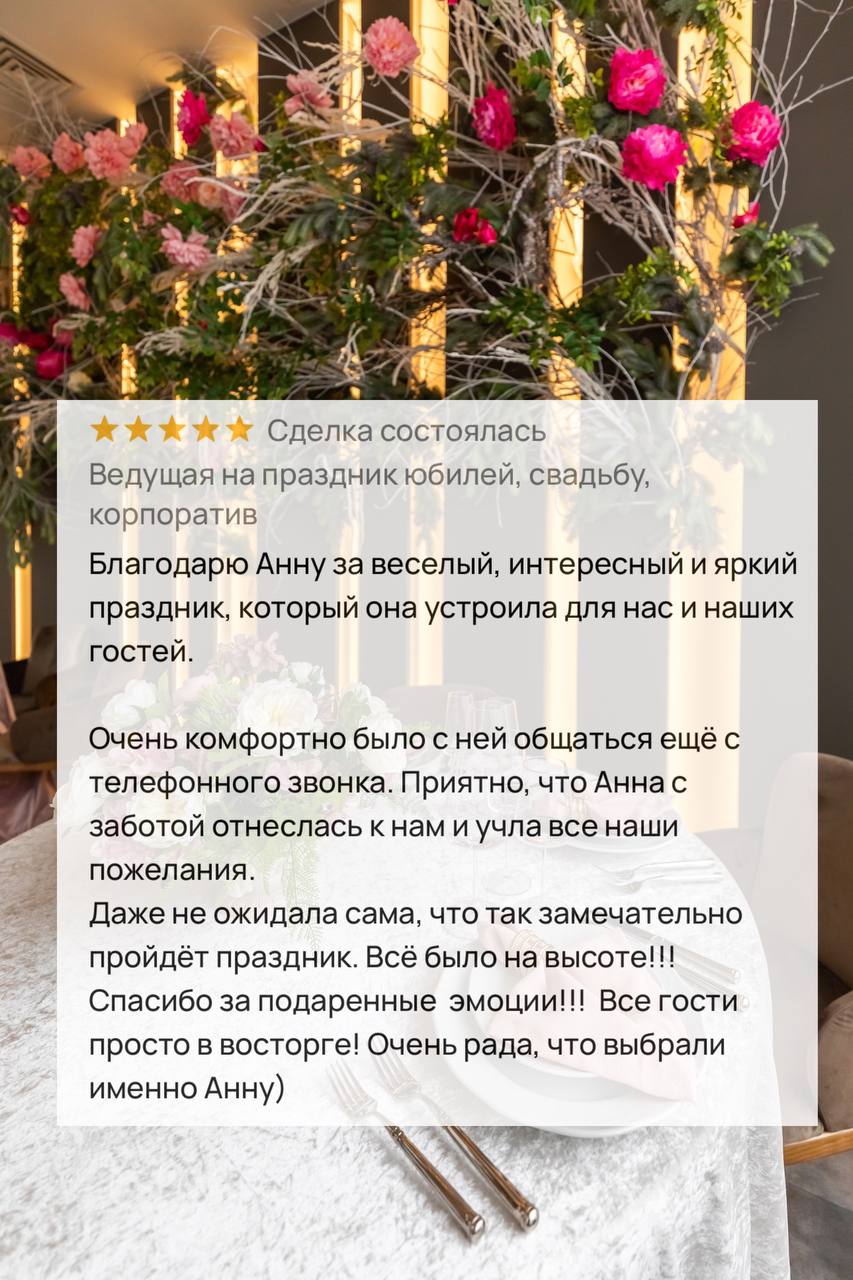 ★★★★★ Сделка состоялась
Ведущая на праздник юбилей, свадьбу,
корпоратив
Благодарю Анну за веселый, интересный и яркий
праздник, который она устроила для нас и наших
гостей.
Очень комфортно было с ней общаться ещё с
телефонного звонка. Приятно, что Анна с
заботой отнеслась к нам и учла все наши
пожелания.
Даже не ожидала сама, что так замечательно
пройдёт праздник. Всё было на высоте!!!
Спасибо за подаренные  эмоции!!!  Все гости
просто в восторге! Очень рада, что выбрали
именно Анну)